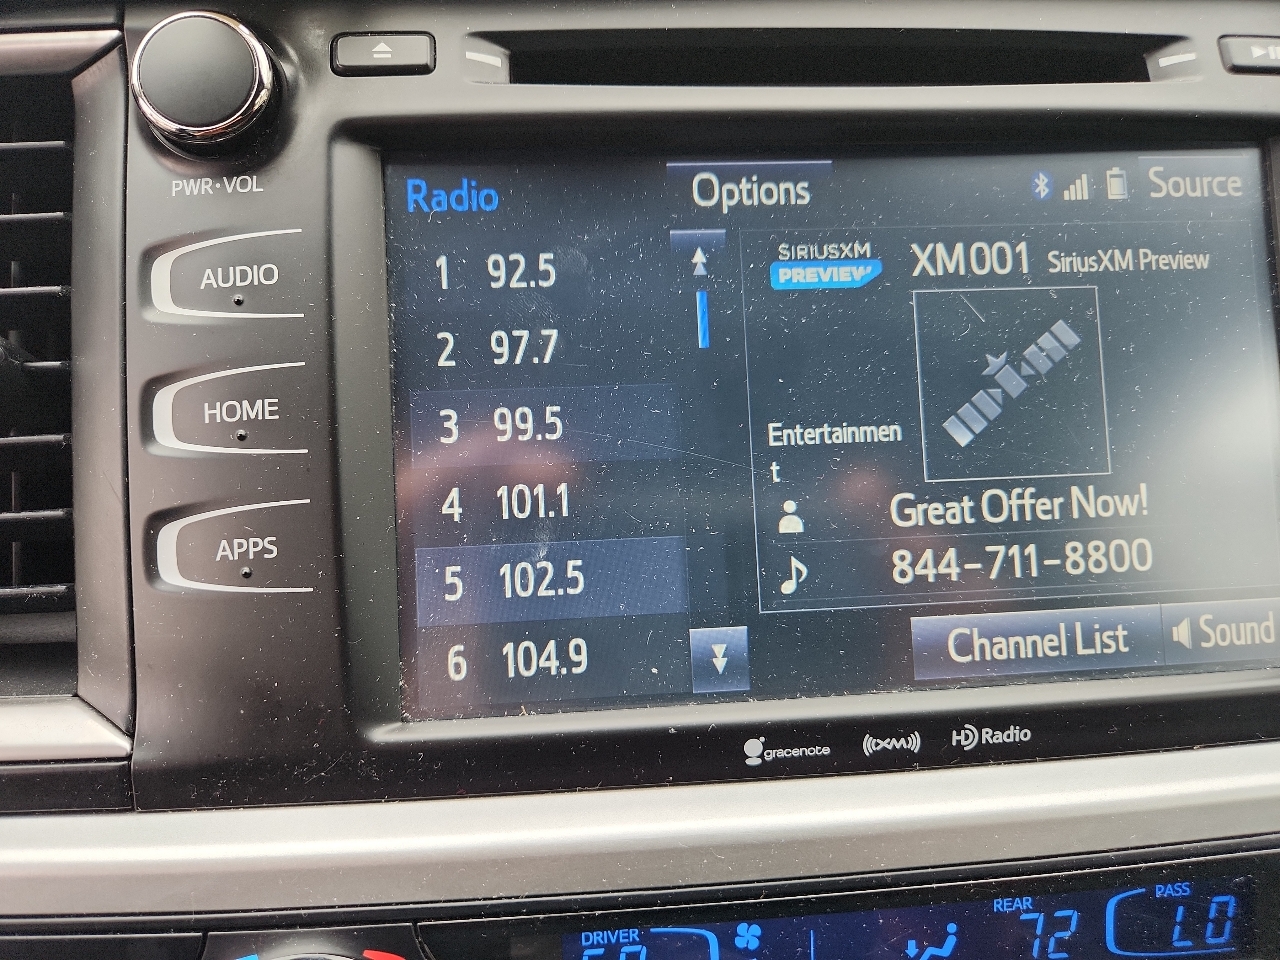 PWR•VOL
AUDIO
HOME
APPS
Radio
Options
Source
1 92.5
2 97.7
3 99.5
4 101.1
5 102.5
6 104.9
SIRIUSXM
PREVIEW
XM001 SiriusXM Preview
Entertainmen
t
Great Offer Now!
844-711-8800
Channel List
Sound
gracenote
((XM))
HD Radio
DRIVER
REAR
72
PASS
LO